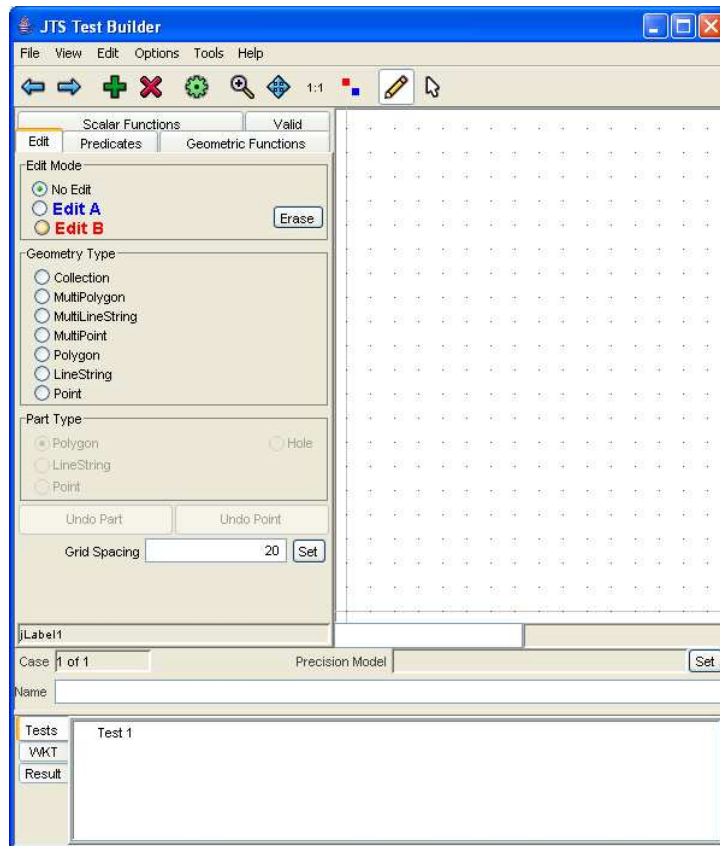 JTS Test Builder
File View Edit Options Tools Help
1:1
Scalar Functions Valid
Edit Predicates Geometric Functions
Edit Mode
No Edit
Edit A
Erase
Edit B
Geometry Type
Collection
MultiPolygon
MultiLineString
MultiPoint
Polygon
LineString
Point
Part Type
Polygon Hole
LineString
Point
Undo Part Undo Point
Grid Spacing 20 Set
jLabel1
Case 1 of 1 Precision Model Set
Name
Tests Test 1
WKT
Result